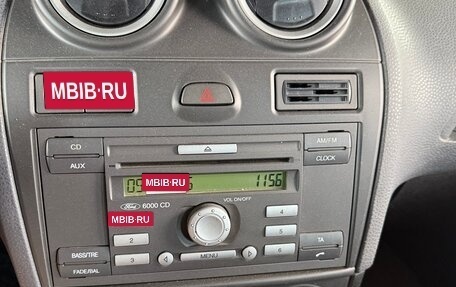 MBIB·RU
CD
AM/FM
AUX
CLOCK
MBIB·RU
1156
Ford
6000 CD
VOL ON/OFF
MBIB·RU
4
2
5
BASS/TRE
3
MENU
6
TA
FADE/BAL